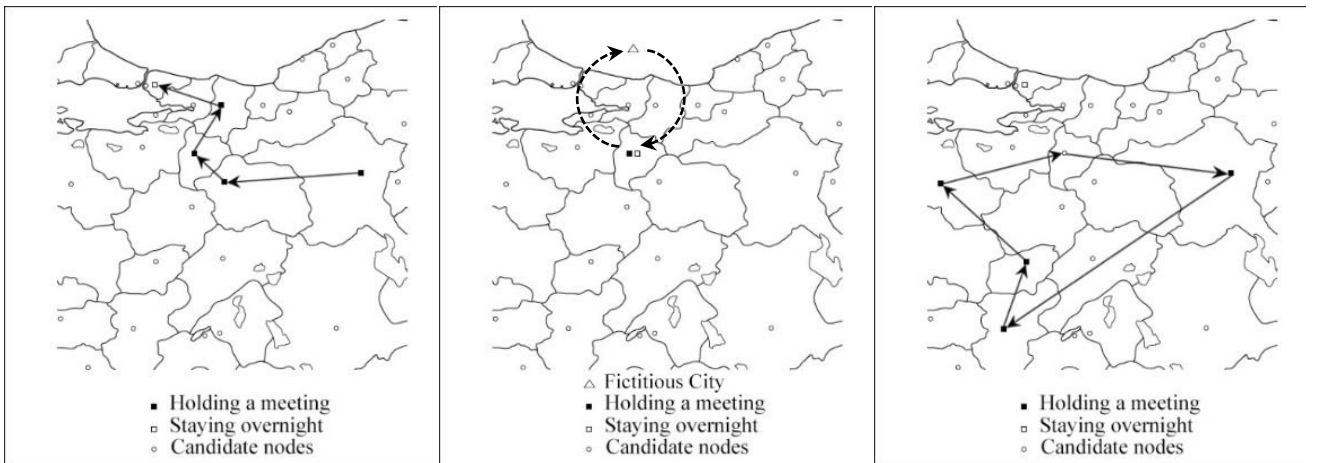 Holding a meeting
Staying overnight
Candidate nodes
Fictitious City
Holding a meeting
Staying overnight
Candidate nodes
Holding a meeting
Staying overnight
Candidate nodes